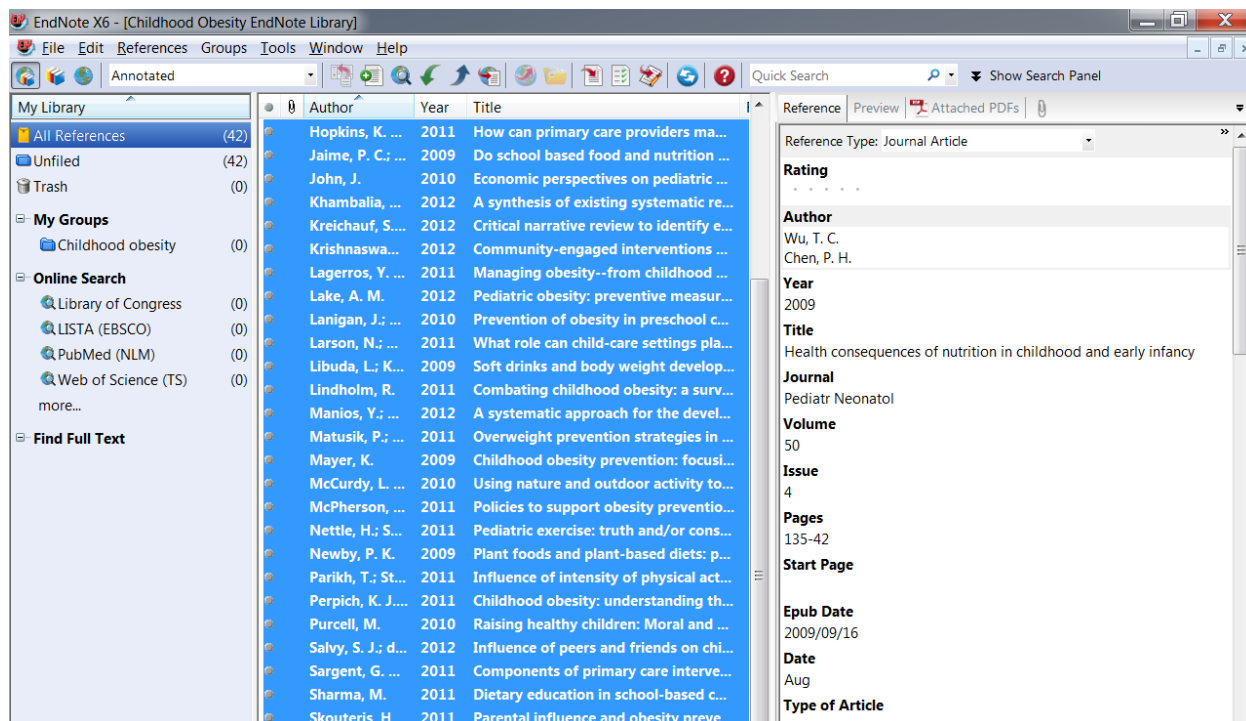 EndNote X6 - [Childhood Obesity EndNote Library]
File Edit References Groups Tools Window Help
Annotated
Quick Search
Show Search Panel
My Library
All References (42)
Unfiled (42)
Trash (0)
My Groups
Childhood obesity (0)
Online Search
Library of Congress (0)
LISTA (EBSCO) (0)
PubMed (NLM) (0)
Web of Science (TS) (0)
more...
Find Full Text
Author Year Title
Hopkins, K. ... 2011 How can primary care providers ma...
Jaime, P. C.; ... 2009 Do school based food and nutrition ...
John, J. 2010 Economic perspectives on pediatric ...
Khambalia, ... 2012 A synthesis of existing systematic re...
Kreichauf, S.... 2012 Critical narrative review to identify e...
Krishnaswa... 2012 Community-engaged interventions ...
Lagerros, Y. ... 2011 Managing obesity--from childhood ...
Lake, A. M. 2012 Pediatric obesity: preventive measur...
Lanigan, J.; ... 2010 Prevention of obesity in preschool c...
Larson, N.; ... 2011 What role can child-care settings pla...
Libuda, L.; K... 2009 Soft drinks and body weight develop...
Lindholm, R. 2011 Combating childhood obesity: a surv...
Manios, Y.; ... 2012 A systematic approach for the devel...
Matusik, P.; ... 2011 Overweight prevention strategies in ...
Mayer, K. 2009 Childhood obesity prevention: focusi...
McCurdy, L. ... 2010 Using nature and outdoor activity to...
McPherson, ... 2011 Policies to support obesity preventio...
Nettle, H.; S... 2011 Pediatric exercise: truth and/or cons...
Newby, P. K. 2009 Plant foods and plant-based diets: p...
Parikh, T.; St... 2011 Influence of intensity of physical act...
Perpich, K. J.... 2011 Childhood obesity: understanding th...
Purcell, M. 2010 Raising healthy children: Moral and ...
Salvy, S. J.; d... 2012 Influence of peers and friends on chi...
Sargent, G. ... 2011 Components of primary care interve...
Sharma, M. 2011 Dietary education in school-based c...
Skouteris, H. 2011 Parental influence and obesity preve
Reference Preview Attached PDFs
Reference Type: Journal Article
Rating
Author
Wu, T. C.
Chen, P. H.
Year
2009
Title
Health consequences of nutrition in childhood and early infancy
Journal
Pediatr Neonatol
Volume
50
Issue
4
Pages
135-42
Start Page
Epub Date
2009/09/16
Date
Aug
Type of Article